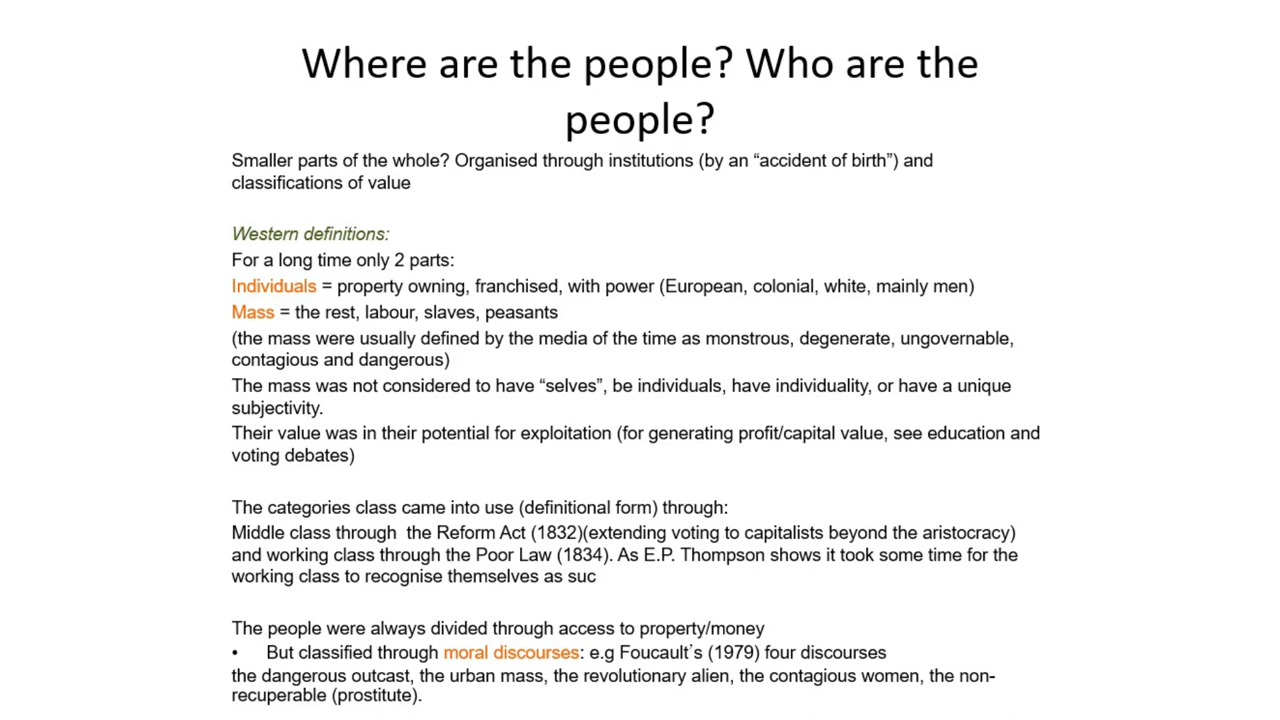 Where are the people? Who are the
people?
Smaller parts of the whole? Organised through institutions (by an “accident of birth”) and
classifications of value
Western definitions:
For a long time only 2 parts:
Individuals = property owning, franchised, with power (European, colonial, white, mainly men)
Mass = the rest, labour, slaves, peasants
(the mass were usually defined by the media of the time as monstrous, degenerate, ungovernable,
contagious and dangerous)
The mass was not considered to have “selves”, be individuals, have individuality, or have a unique
subjectivity.
Their value was in their potential for exploitation (for generating profit/capital value, see education and
voting debates)
The categories class came into use (definitional form) through:
Middle class through  the Reform Act (1832)(extending voting to capitalists beyond the aristocracy)
and working class through the Poor Law (1834). As E.P. Thompson shows it took some time for the
working class to recognise themselves as suc
The people were always divided through access to property/money
• But classified through moral discourses: e.g Foucault’s (1979) four discourses
the dangerous outcast, the urban mass, the revolutionary alien, the contagious women, the non-
recuperable (prostitute).